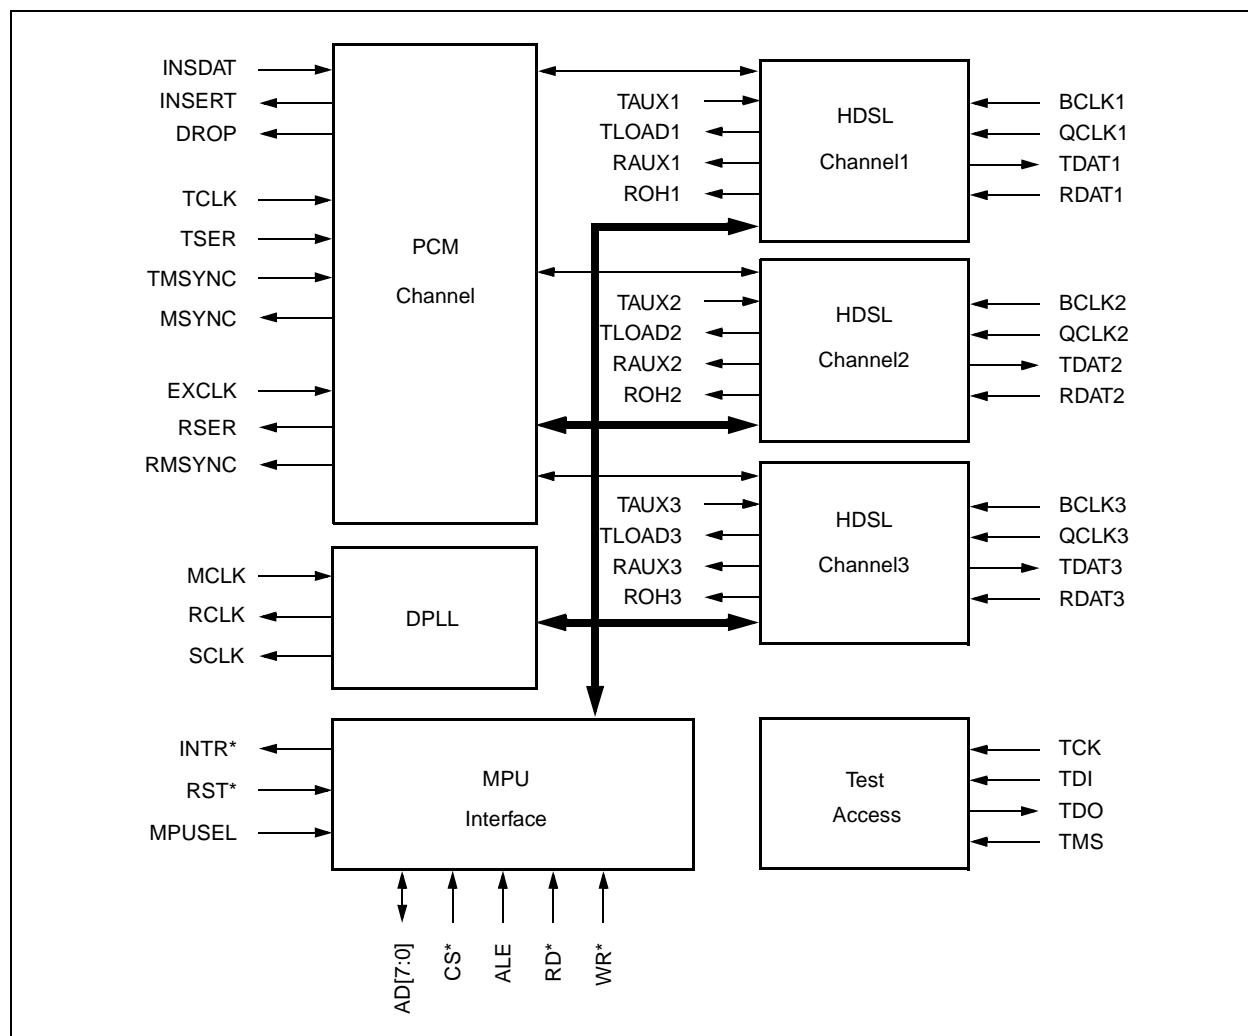 INSDAT
INSERT
DROP
TCLK
TSER
TMSYNC
MSYNC
EXCLK
RSER
RMSYNC
PCM
Channel
TAUX1
TLOAD1
RAUX1
ROH1
HDSL
Channel1
BCLK1
QCLK1
TDAT1
RDAT1
TAUX2
TLOAD2
RAUX2
ROH2
HDSL
Channel2
BCLK2
QCLK2
TDAT2
RDAT2
TAUX3
TLOAD3
RAUX3
ROH3
HDSL
Channel3
BCLK3
QCLK3
TDAT3
RDAT3
MCLK
RCLK
SCLK
DPLL
INTR*
RST*
MPUSEL
MPU
Interface
Test
Access
TCK
TDI
TDO
TMS
AD[7:0]
CS*
ALE
RD*
WR*